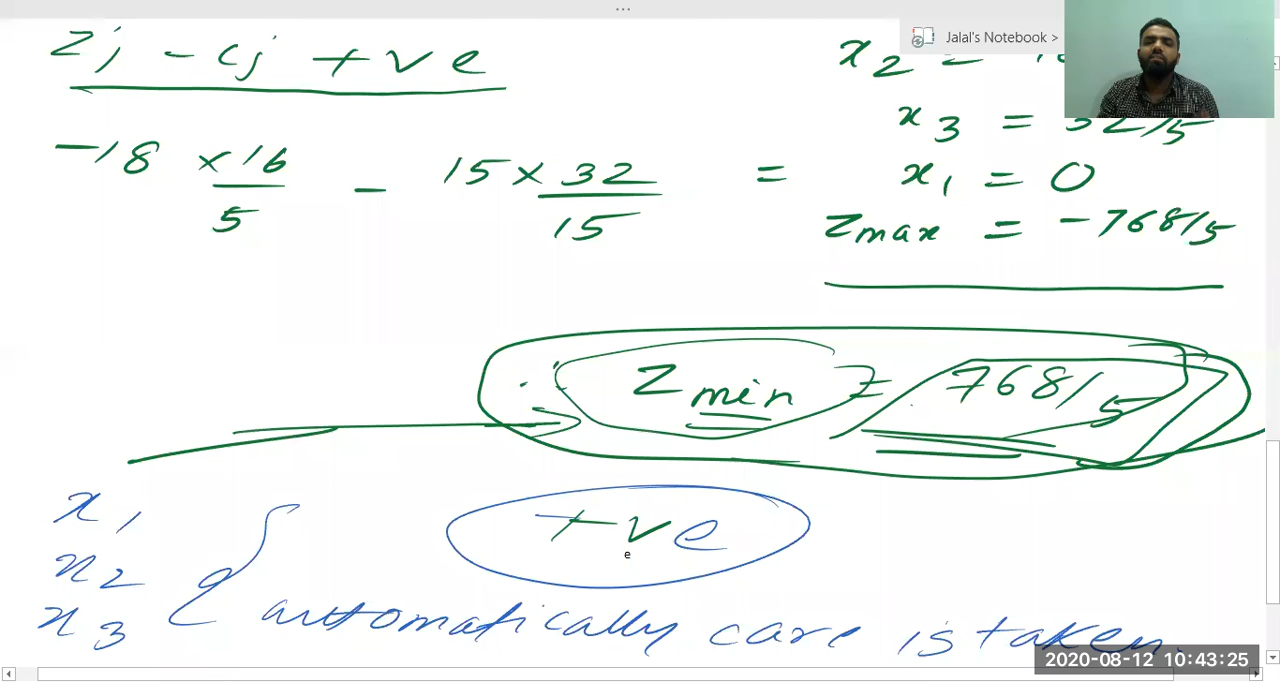 Jalal's Notebook >
Zj - cj +ve
x2 =
x3 = 32/5
-18 × 16/5 - 15 × 32/15 = x1 = 0
Zmax = -768/5
∴ Zmin = 768/5
x1
x2
x3
+ve
e
automatically care is taken.
2020-08-12 10:43:25